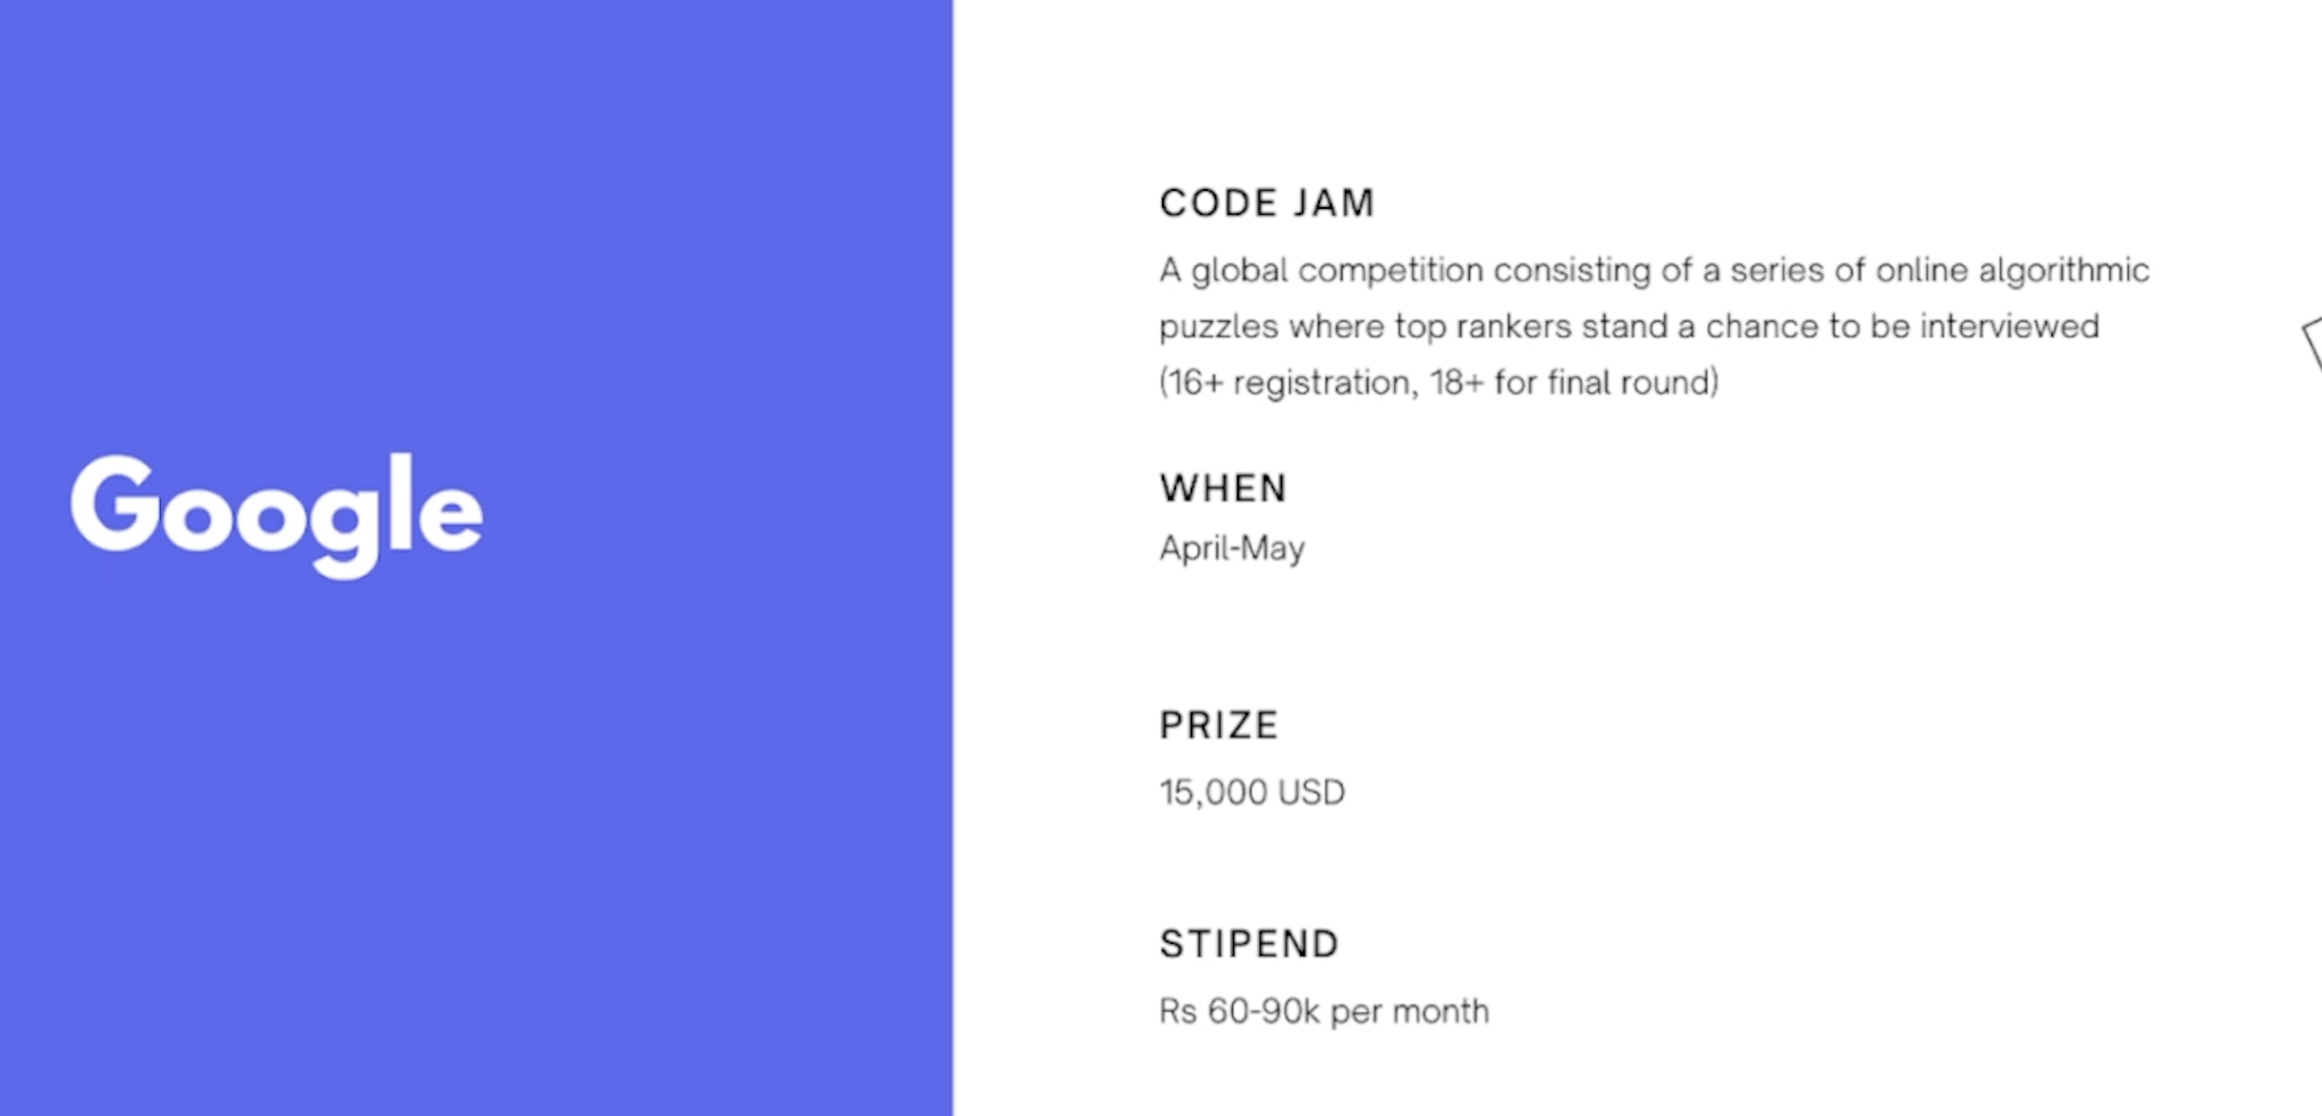 Google
CODE JAM
A global competition consisting of a series of online algorithmic
puzzles where top rankers stand a chance to be interviewed
(16+ registration, 18+ for final round)
WHEN
April-May
PRIZE
15,000 USD
STIPEND
Rs 60-90k per month